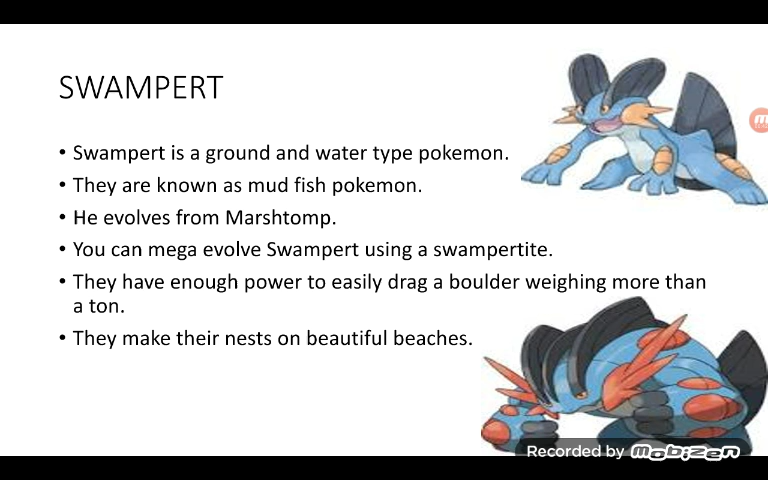 SWAMPERT
• Swampert is a ground and water type pokemon.
• They are known as mud fish pokemon.
• He evolves from Marshtomp.
• You can mega evolve Swampert using a swampertite.
• They have enough power to easily drag a boulder weighing more than
a ton.
• They make their nests on beautiful beaches.
Recorded by mobizen